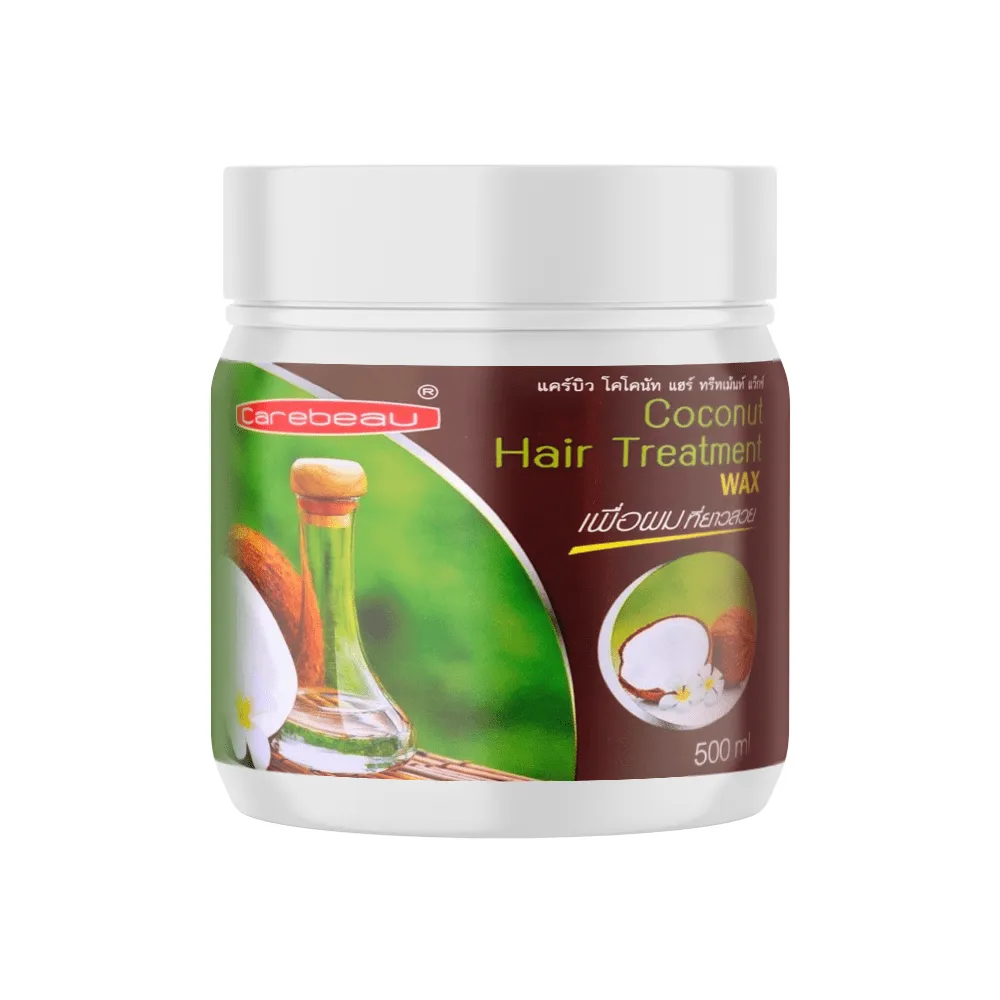 Carebeau ®
แคร์บิว โคโคนัท แฮร์ ทรีทเม้นท์ แว๊กซ์
Coconut
Hair Treatment
WAX
เพื่อผมที่ยาวสวย
500 ml